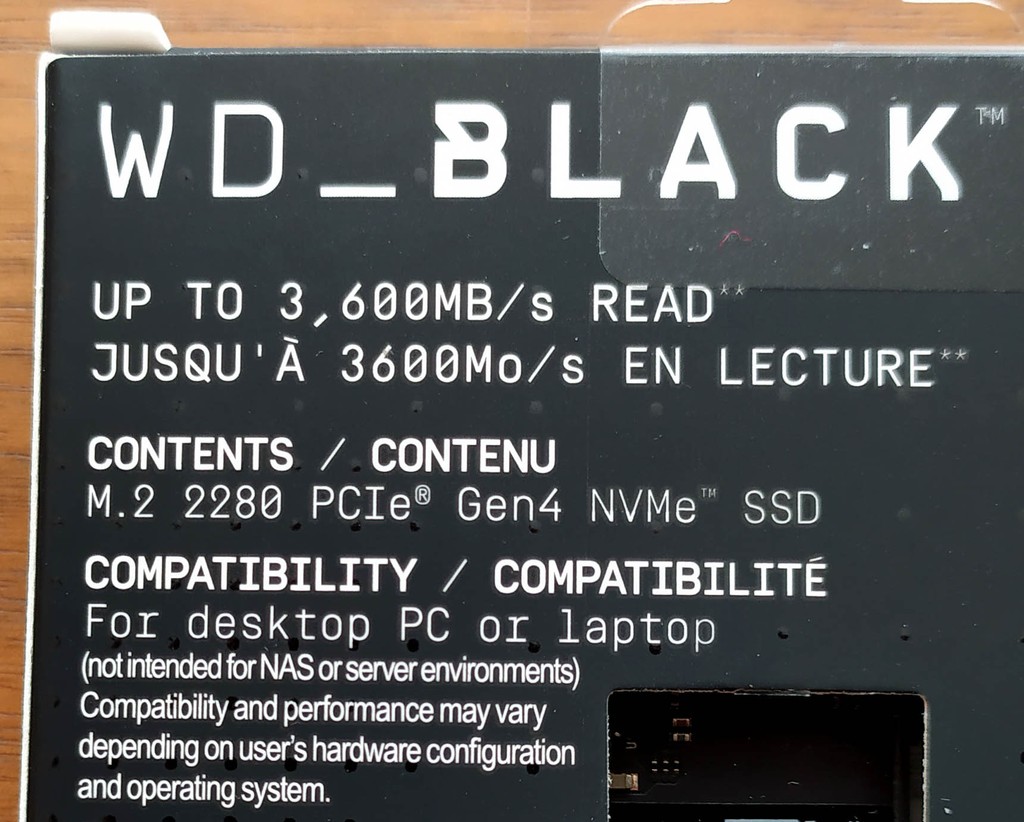 WD_BLACK™
UP TO 3,600MB/s READ**
JUSQU'À 3600Mo/s EN LECTURE**
CONTENTS / CONTENU
M.2 2280 PCIe® Gen4 NVMe™ SSD
COMPATIBILITY / COMPATIBILITÉ
For desktop PC or laptop
(not intended for NAS or server environments)
Compatibility and performance may vary
depending on user's hardware configuration
and operating system.